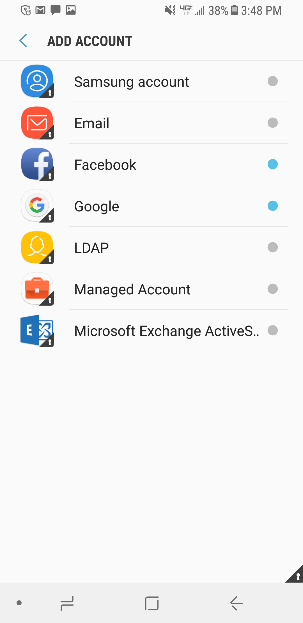 4G 38% 3:48 PM
ADD ACCOUNT
Samsung account
Email
Facebook
Google
LDAP
Managed Account
Microsoft Exchange ActiveS..